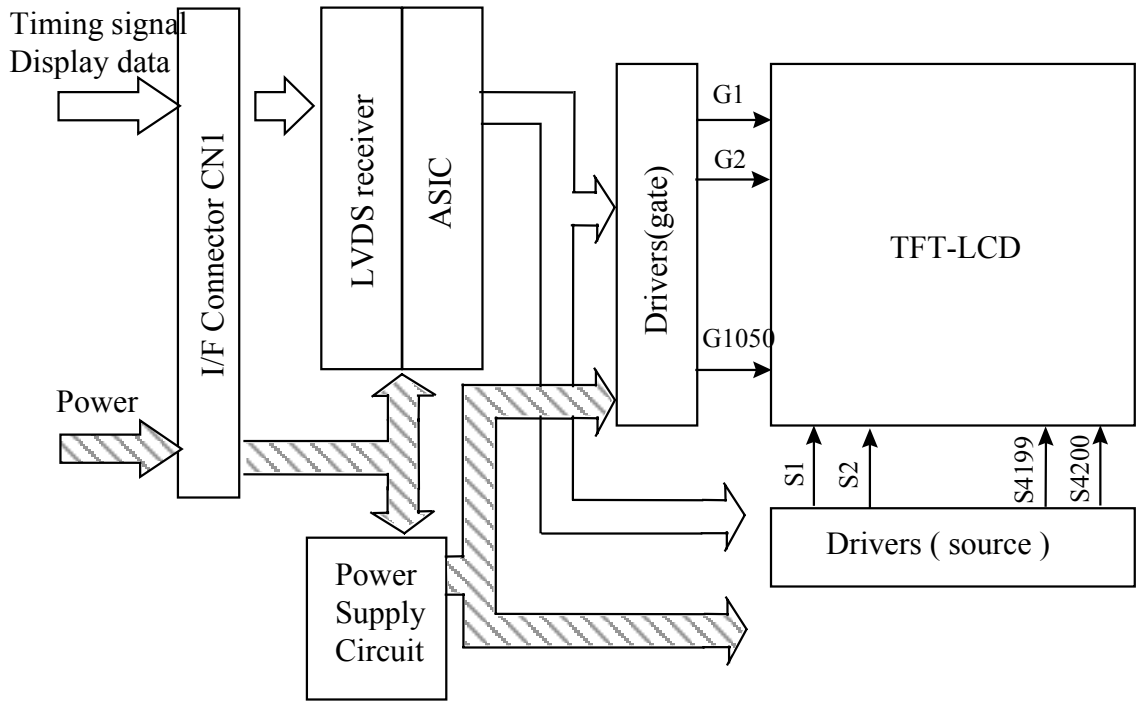 Timing signal
Display data
Power
I/F Connector CN1
LVDS receiver
ASIC
Power
Supply
Circuit
Drivers(gate)
G1
G2
G1050
TFT-LCD
S1
S2
S4199
S4200
Drivers ( source )